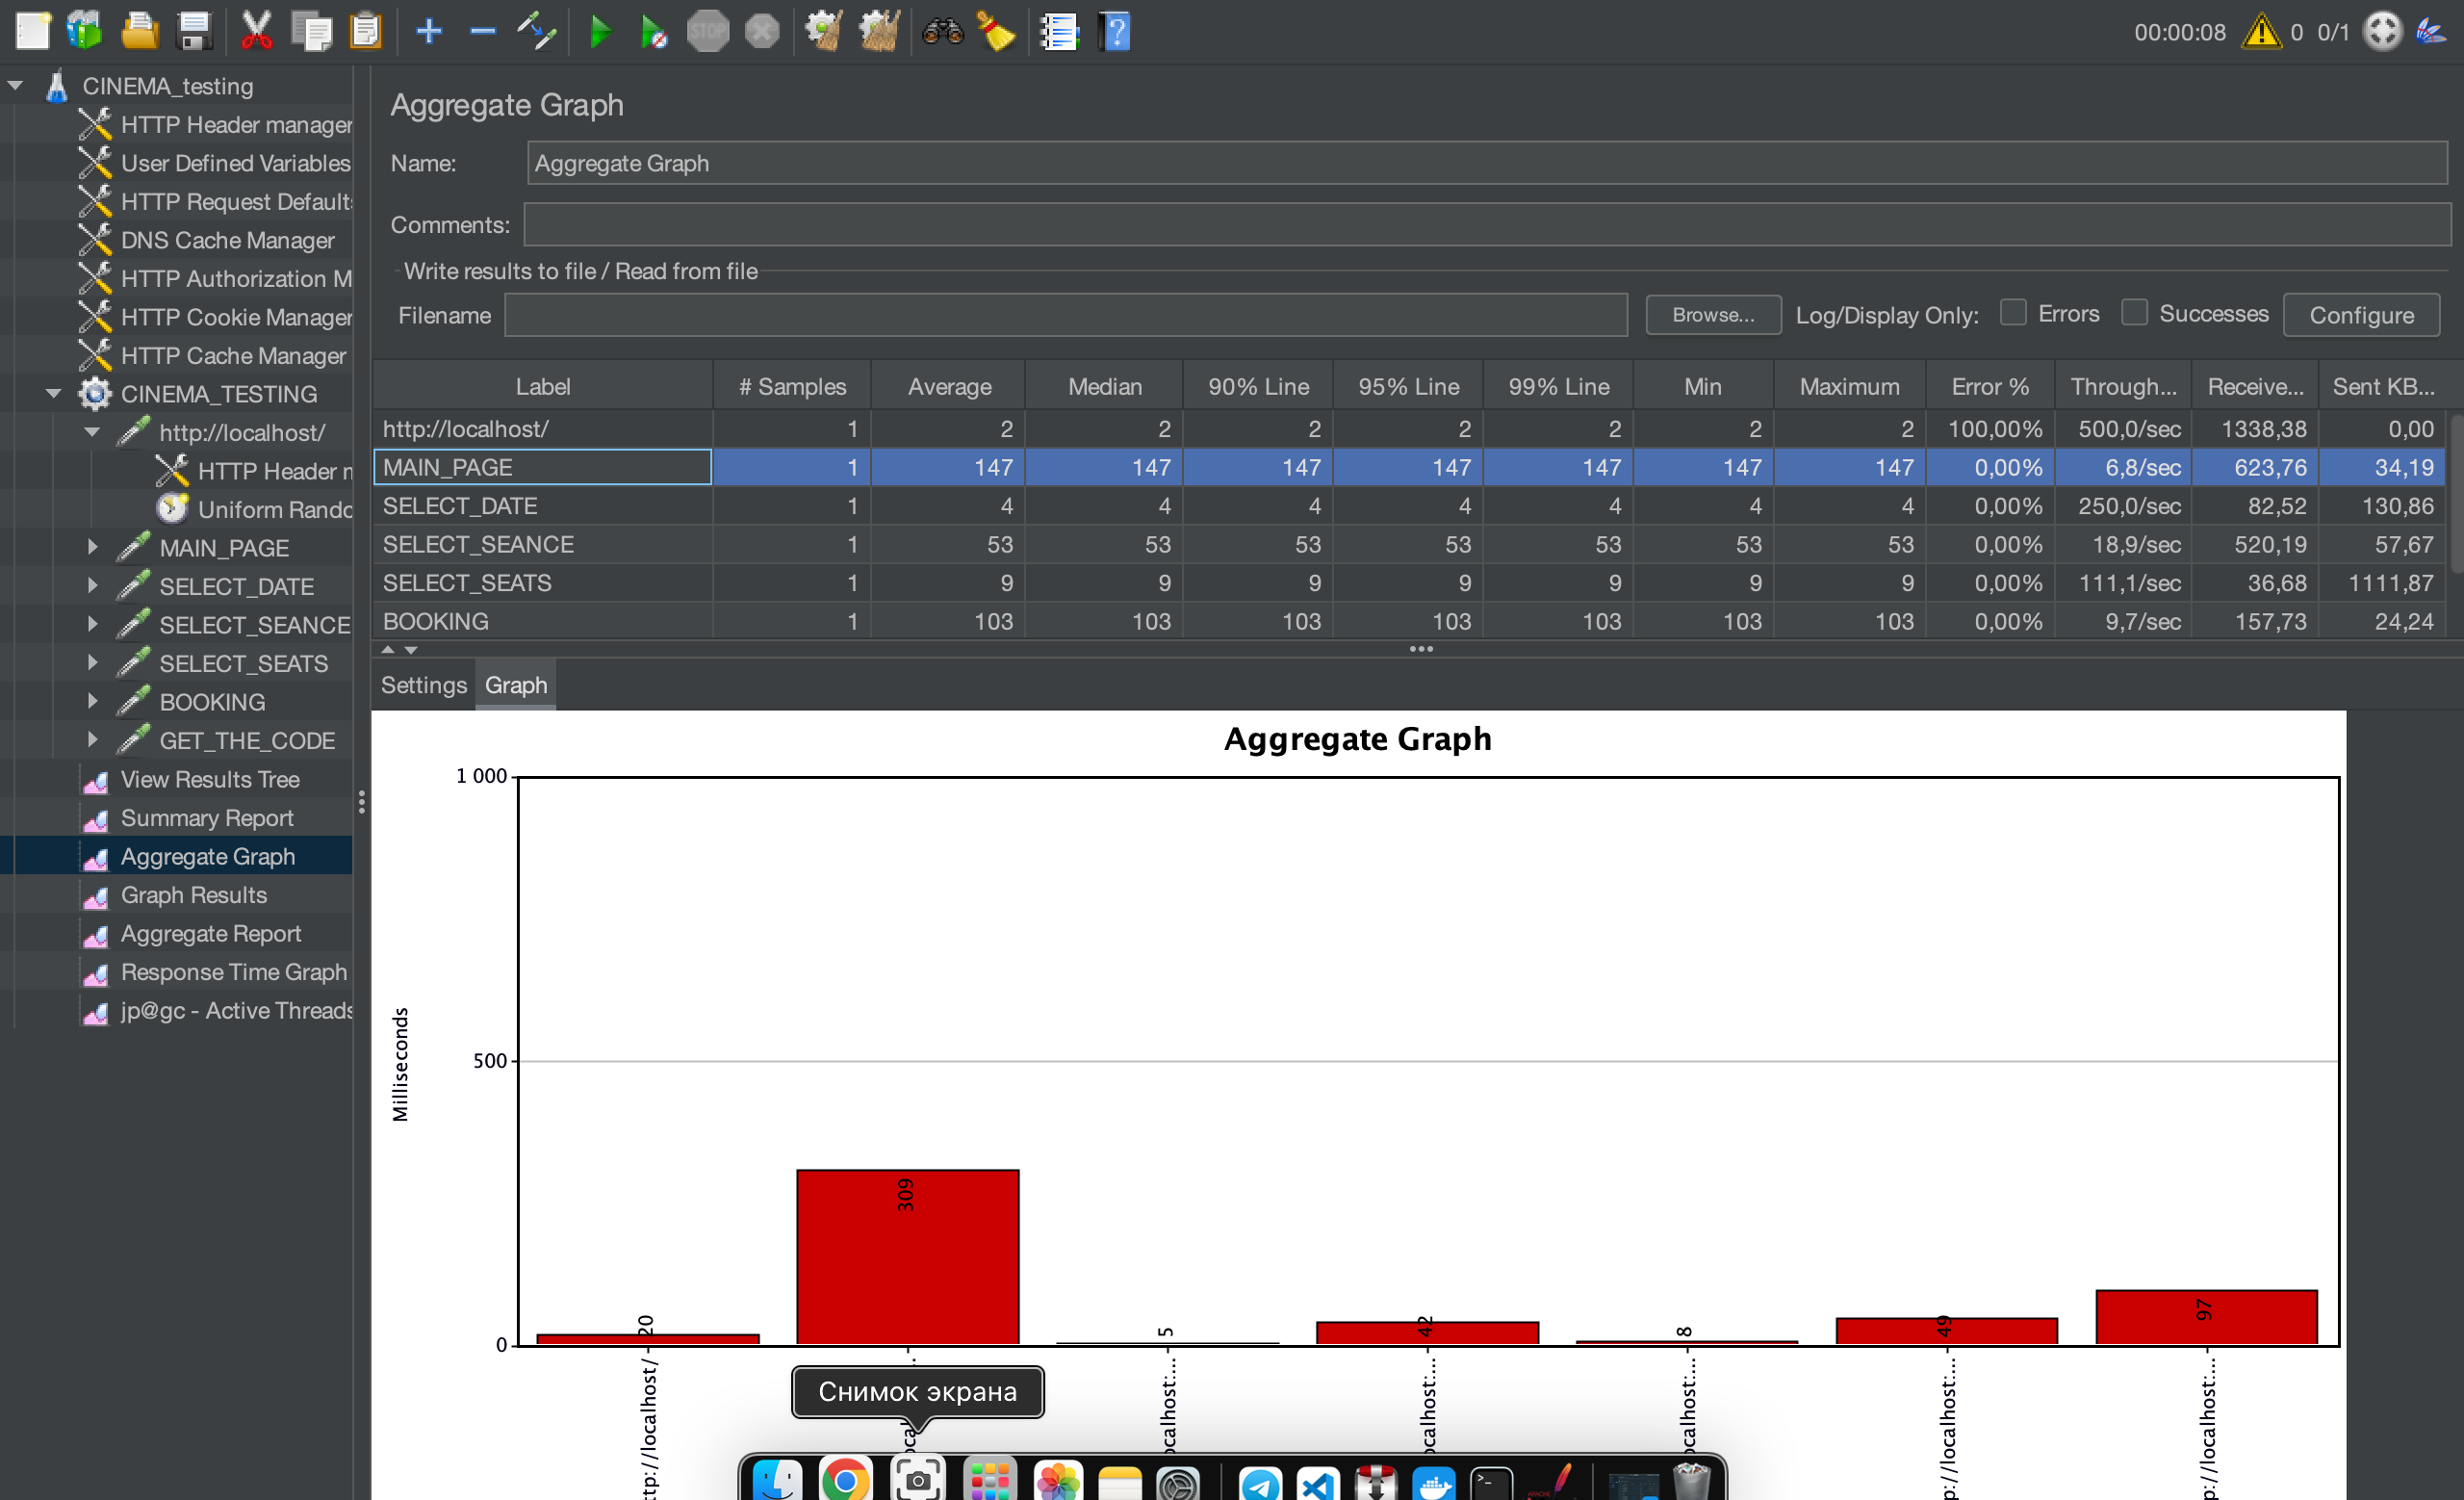 STOP
00:00:08
0
0/1
CINEMA_testing
HTTP Header manager
User Defined Variables
HTTP Request Default
DNS Cache Manager
HTTP Authorization M
HTTP Cookie Manager
HTTP Cache Manager
CINEMA_TESTING
http://localhost/
HTTP Header
Uniform Rando
MAIN_PAGE
SELECT_DATE
SELECT_SEANCE
SELECT_SEATS
BOOKING
GET_THE_CODE
View Results Tree
Summary Report
Aggregate Graph
Graph Results
Aggregate Report
Response Time Graph
jp@gc - Active Threads
Aggregate Graph
Name: Aggregate Graph
Comments:
Write results to file / Read from file
Filename Browse... Log/Display Only: Errors Successes Configure
Label # Samples Average Median 90% Line 95% Line 99% Line Min Maximum Error % Through... Receive... Sent KB...
http://localhost/ 1 2 2 2 2 2 2 2 100,00% 500,0/sec 1338,38 0,00
MAIN_PAGE 1 147 147 147 147 147 147 147 0,00% 6,8/sec 623,76 34,19
SELECT_DATE 1 4 4 4 4 4 4 4 0,00% 250,0/sec 82,52 130,86
SELECT_SEANCE 1 53 53 53 53 53 53 53 0,00% 18,9/sec 520,19 57,67
SELECT_SEATS 1 9 9 9 9 9 9 9 0,00% 111,1/sec 36,68 1111,87
BOOKING 1 103 103 103 103 103 103 103 0,00% 9,7/sec 157,73 24,24
Settings Graph
Aggregate Graph
Milliseconds
1 000
500
0
20
309
5
42
8
49
97
ttp://localhost/
ocalhost:...
ocalhost:...
ocalhost:...
p://localhost:...
p://localhost:...
Снимок экрана